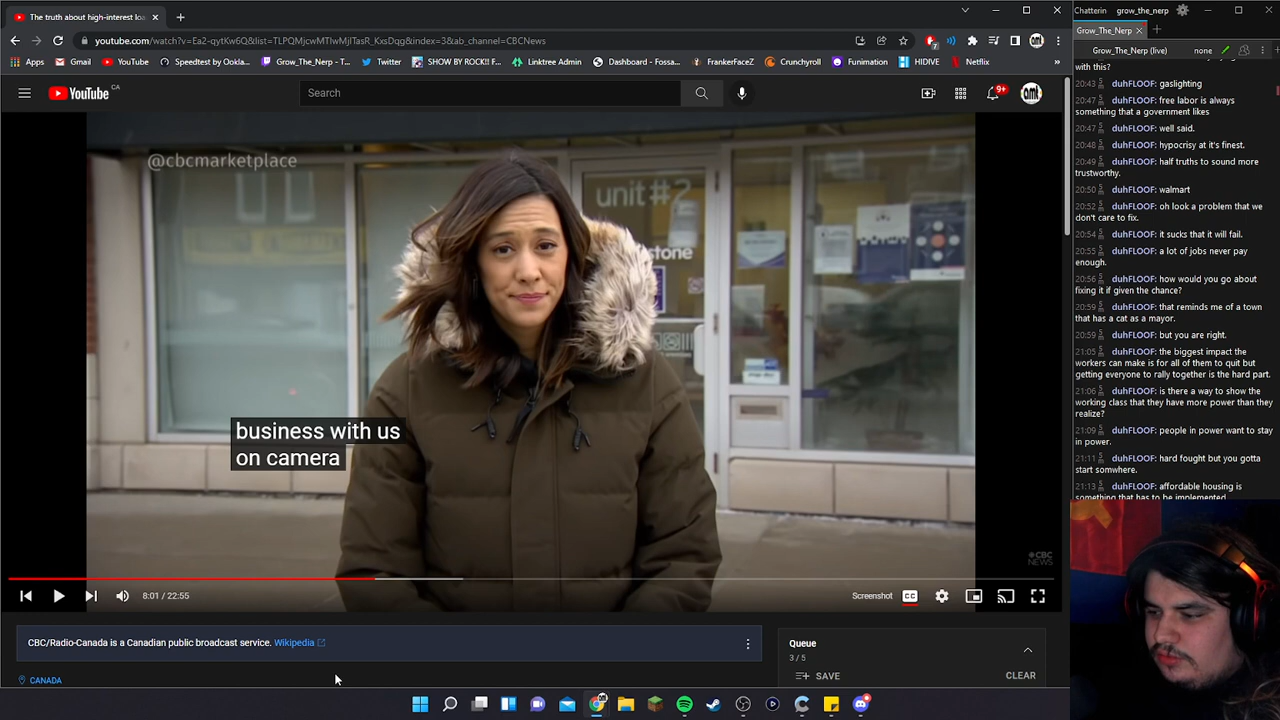 The truth about high-interest loa
Chatterin
grow_the_nerp
youtube.com/watch?v=Ea2-qytKw6Q&list=TLPQMjcwMTIwMjlTasR_KxsDqg&index=3&ab_channel=CBCNews
Grow_The_Nerp
Grow_The_Nerp (live)
none
Apps
Gmail
YouTube
Speedtest by Ookla...
Grow_The_Nerp - T...
Twitter
SHOW BY ROCK!! F...
Linktree Admin
Dashboard - Fossa...
FrankerFaceZ
Crunchyroll
Funimation
HIDIVE
Netflix
»
YouTube CA
Search
9+
@cbcmarketplace
unit #2
stone
business with us
on camera
CBC
NEWS
8:01 / 22:55
Screenshot
CC
CBC/Radio-Canada is a Canadian public broadcast service. Wikipedia
CANADA
Queue
3 / 5
SAVE
CLEAR
with this?
20:43 duhFLOOF: gaslighting
20:47 duhFLOOF: free labor is always
something that a government likes
20:47 duhFLOOF: well said.
20:48 duhFLOOF: hypocrisy at it's finest.
20:49 duhFLOOF: half truths to sound more
trustworthy.
20:50 duhFLOOF: walmart
20:52 duhFLOOF: oh look a problem that we
don't care to fix.
20:54 duhFLOOF: it sucks that it will fail.
20:55 duhFLOOF: a lot of jobs never pay
enough.
20:56 duhFLOOF: how would you go about
fixing it if given the chance?
20:59 duhFLOOF: that reminds me of a town
that has a cat as a mayor.
20:59 duhFLOOF: but you are right.
21:05 duhFLOOF: the biggest impact the
workers can make is for all of them to quit but
getting everyone to rally together is the hard part.
21:06 duhFLOOF: is there a way to show the
working class that they have more power than they
realize?
21:09 duhFLOOF: people in power want to stay
in power.
21:11 duhFLOOF: hard fought but you gotta
start somwhere.
21:13 duhFLOOF: affordable housing is
something that has to be implemented